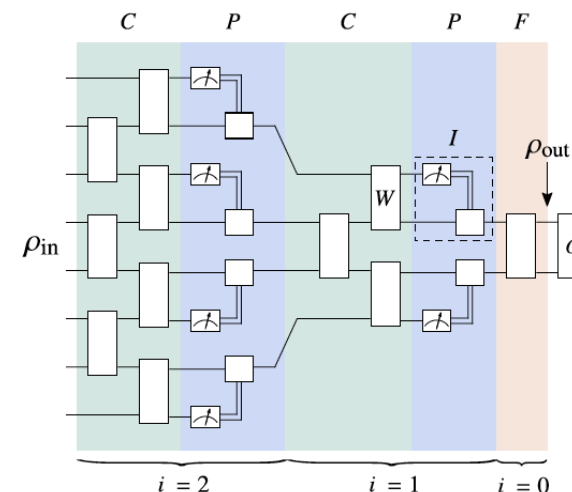 C P C P F
I
ρout
W
ρin
i = 2 i = 1 i = 0